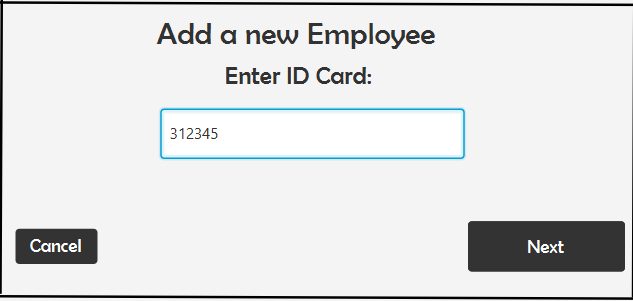 Add a new Employee
Enter ID Card:
312345
Cancel
Next